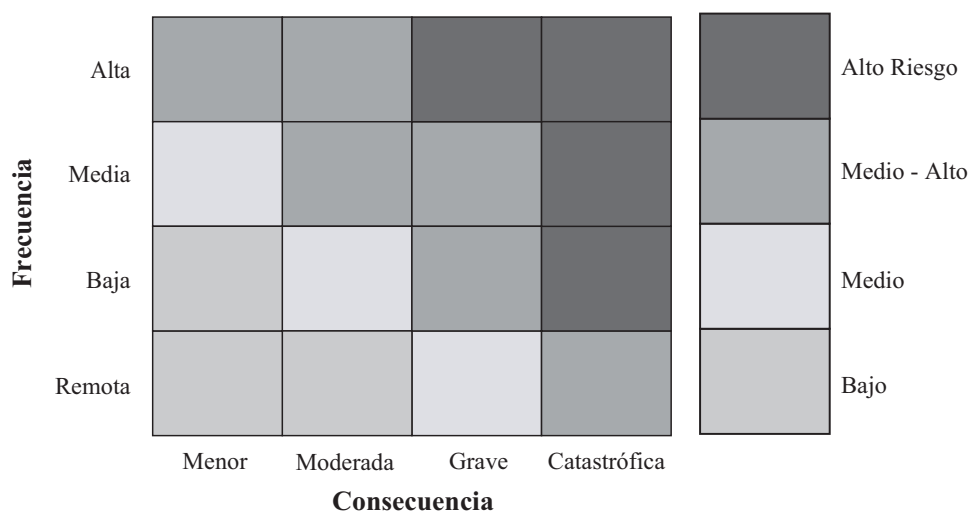 Alta
Media
Baja
Remota
Frecuencia
Menor
Moderada
Grave
Catastrófica
Consecuencia
Alto Riesgo
Medio - Alto
Medio
Bajo